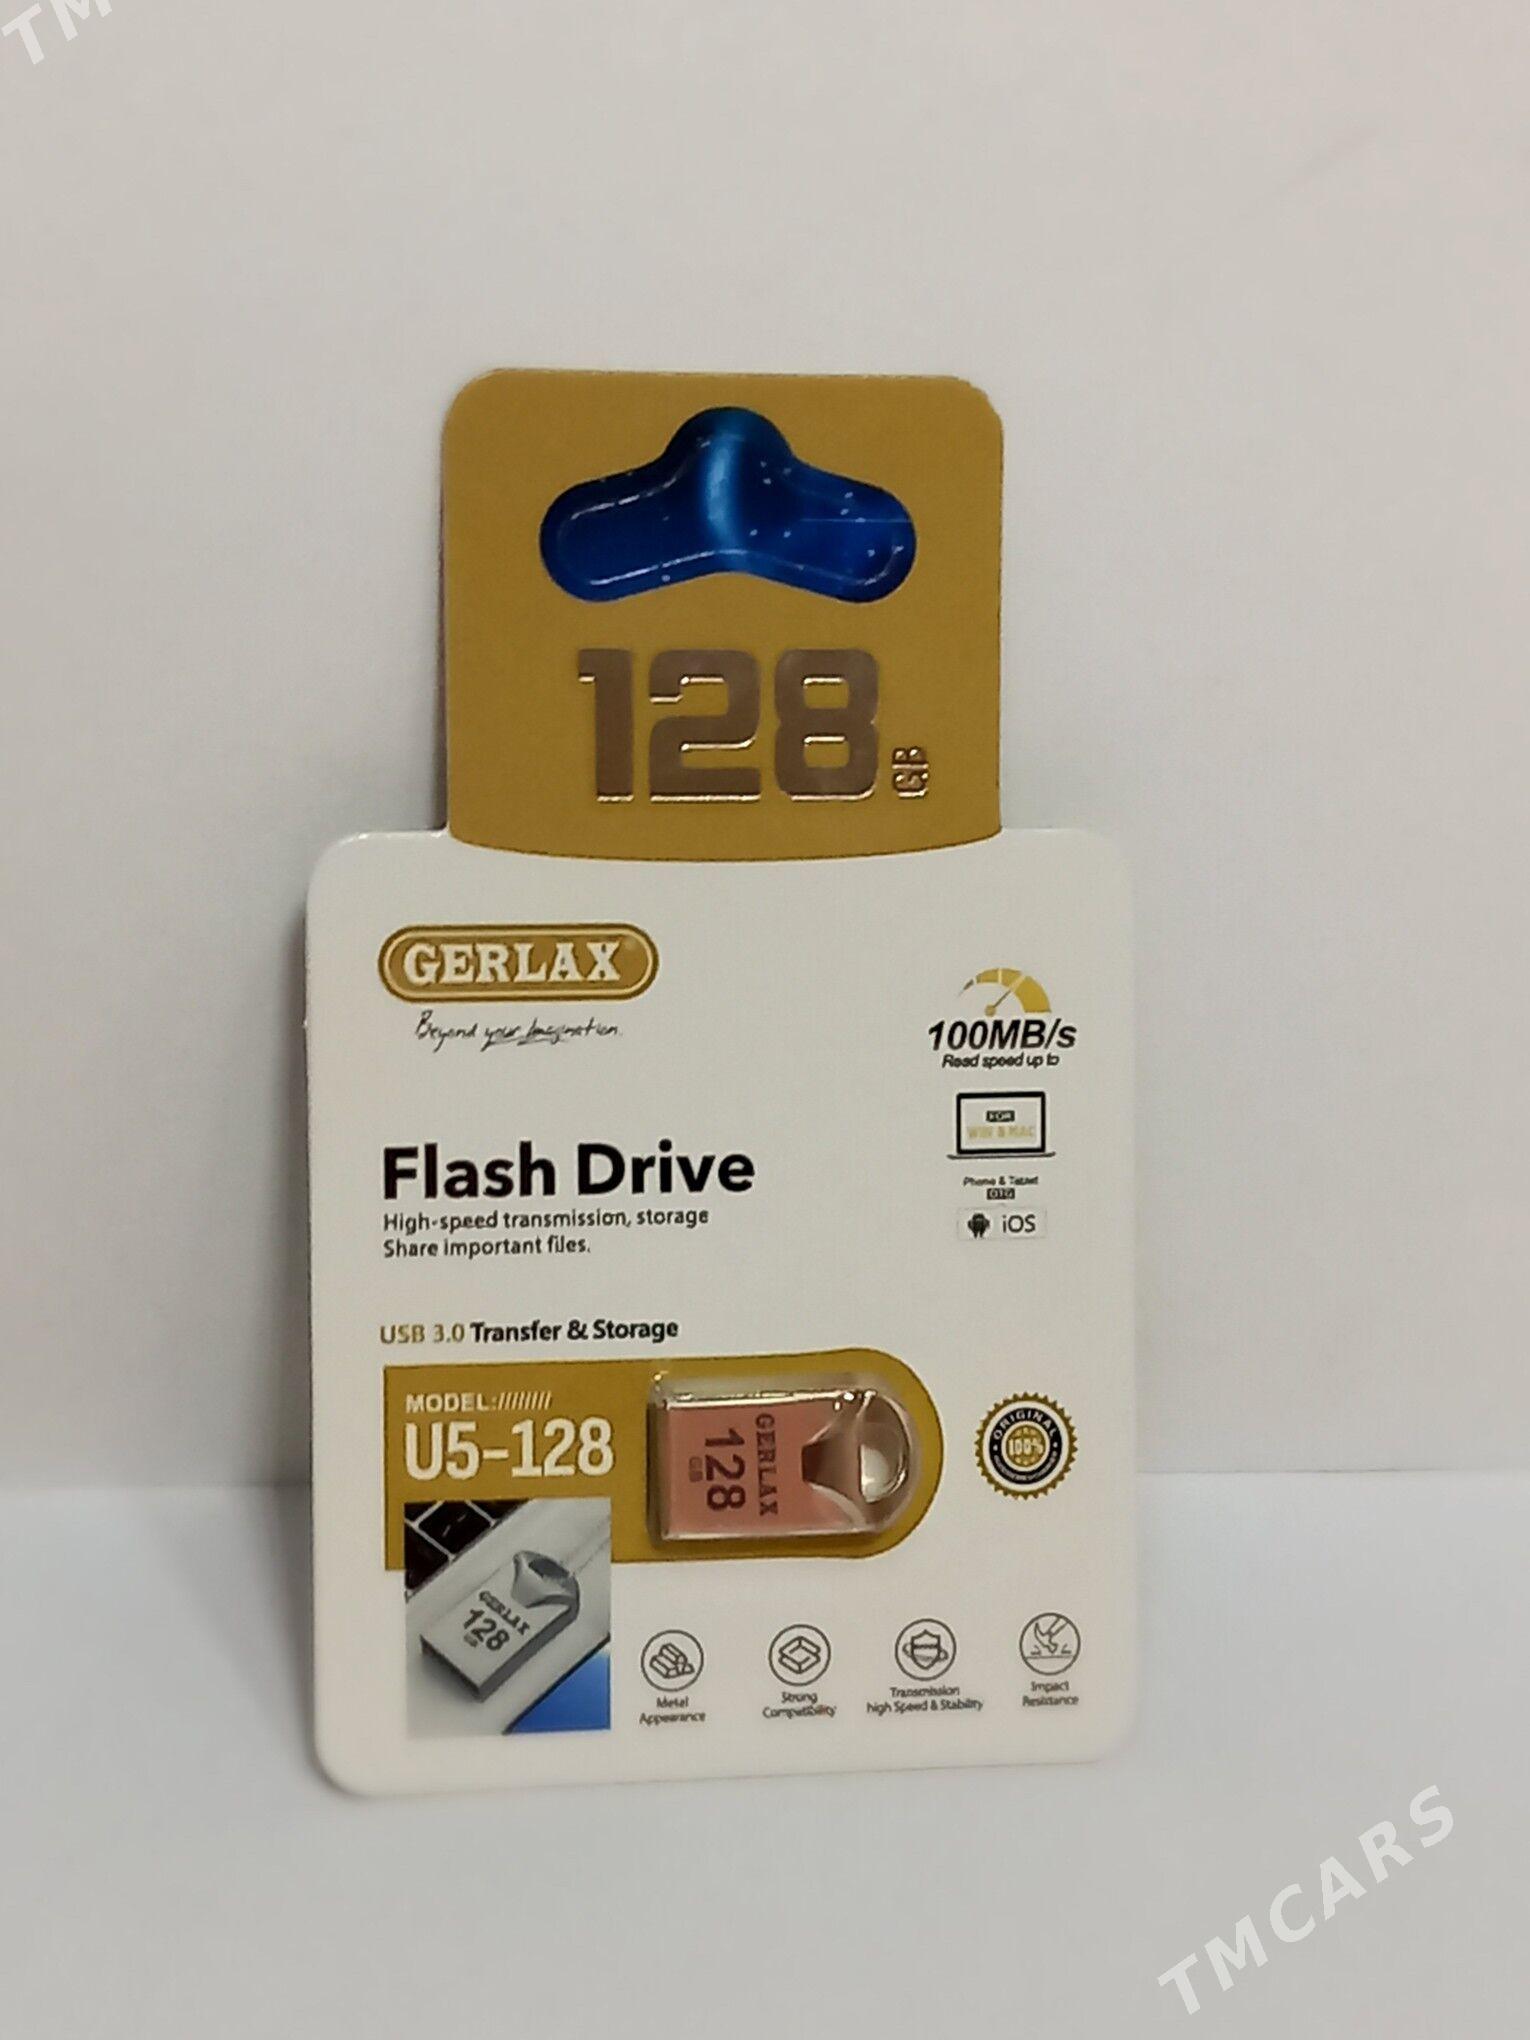 TM
128
GB
GERLAX
Beyond your Imagination.
100MB/s
Read speed up to
FOR
WIN & MAC
Phone & Tablet
OTG
iOS
Flash Drive
High-speed transmission, storage
Share important files.
USB 3.0 Transfer & Storage
MODEL://///////
U5-128
GERLAX
128
GB
ORIGINAL
100%
GERLAX
128
GB
Metal
Appearance
Strong
Compatibility
Transmission
high Speed & Stability
Impact
Resistance
TMCARS